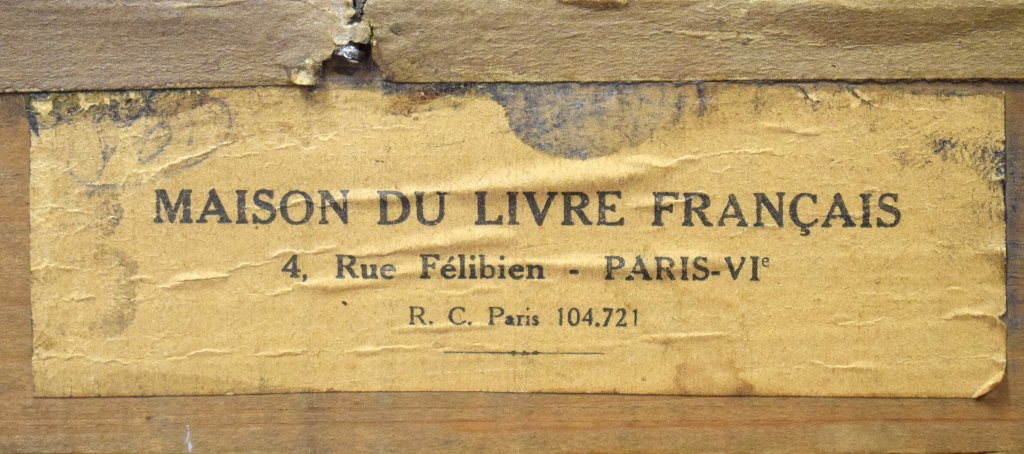 MAISON DU LIVRE FRANÇAIS
4, Rue Félibien - PARIS-VIᵉ
R. C. Paris 104.721